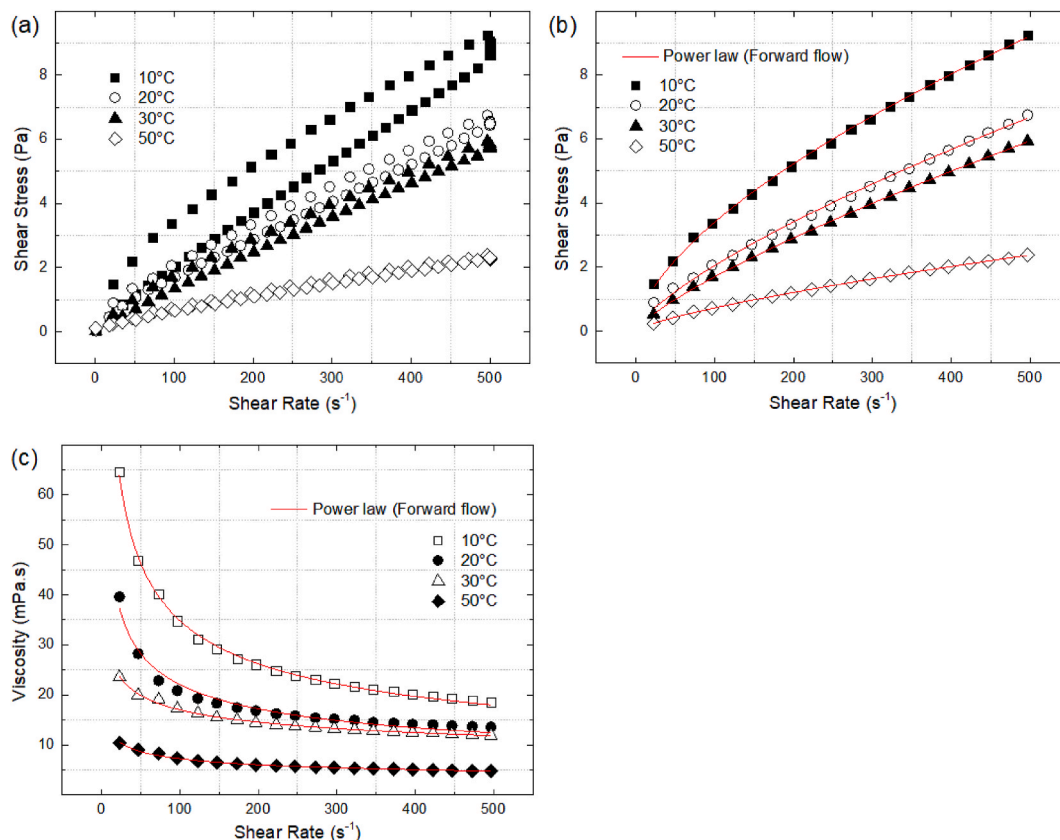 (a)
8
6
4
2
0
Shear Stress (Pa)
10°C
20°C
30°C
50°C
0 100 200 300 400 500
Shear Rate (s⁻¹)
(b)
8
6
4
2
0
Shear Stress (Pa)
Power law (Forward flow)
10°C
20°C
30°C
50°C
0 100 200 300 400 500
Shear Rate (s⁻¹)
(c)
60
50
40
30
20
10
Viscosity (mPa.s)
Power law (Forward flow)
10°C
20°C
30°C
50°C
0 100 200 300 400 500
Shear Rate (s⁻¹)